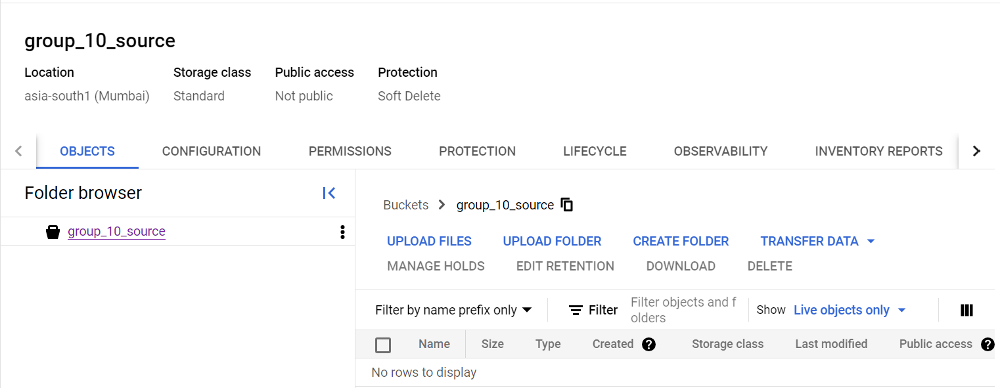 group_10_source
Location Storage class Public access Protection
asia-south1 (Mumbai) Standard Not public Soft Delete
OBJECTS CONFIGURATION PERMISSIONS PROTECTION LIFECYCLE OBSERVABILITY INVENTORY REPORTS
Folder browser
group_10_source
Buckets > group_10_source
UPLOAD FILES UPLOAD FOLDER CREATE FOLDER TRANSFER DATA
MANAGE HOLDS EDIT RETENTION DOWNLOAD DELETE
Filter by name prefix only Filter Filter objects and f
olders Show Live objects only
Name Size Type Created ? Storage class Last modified Public access ?
No rows to display